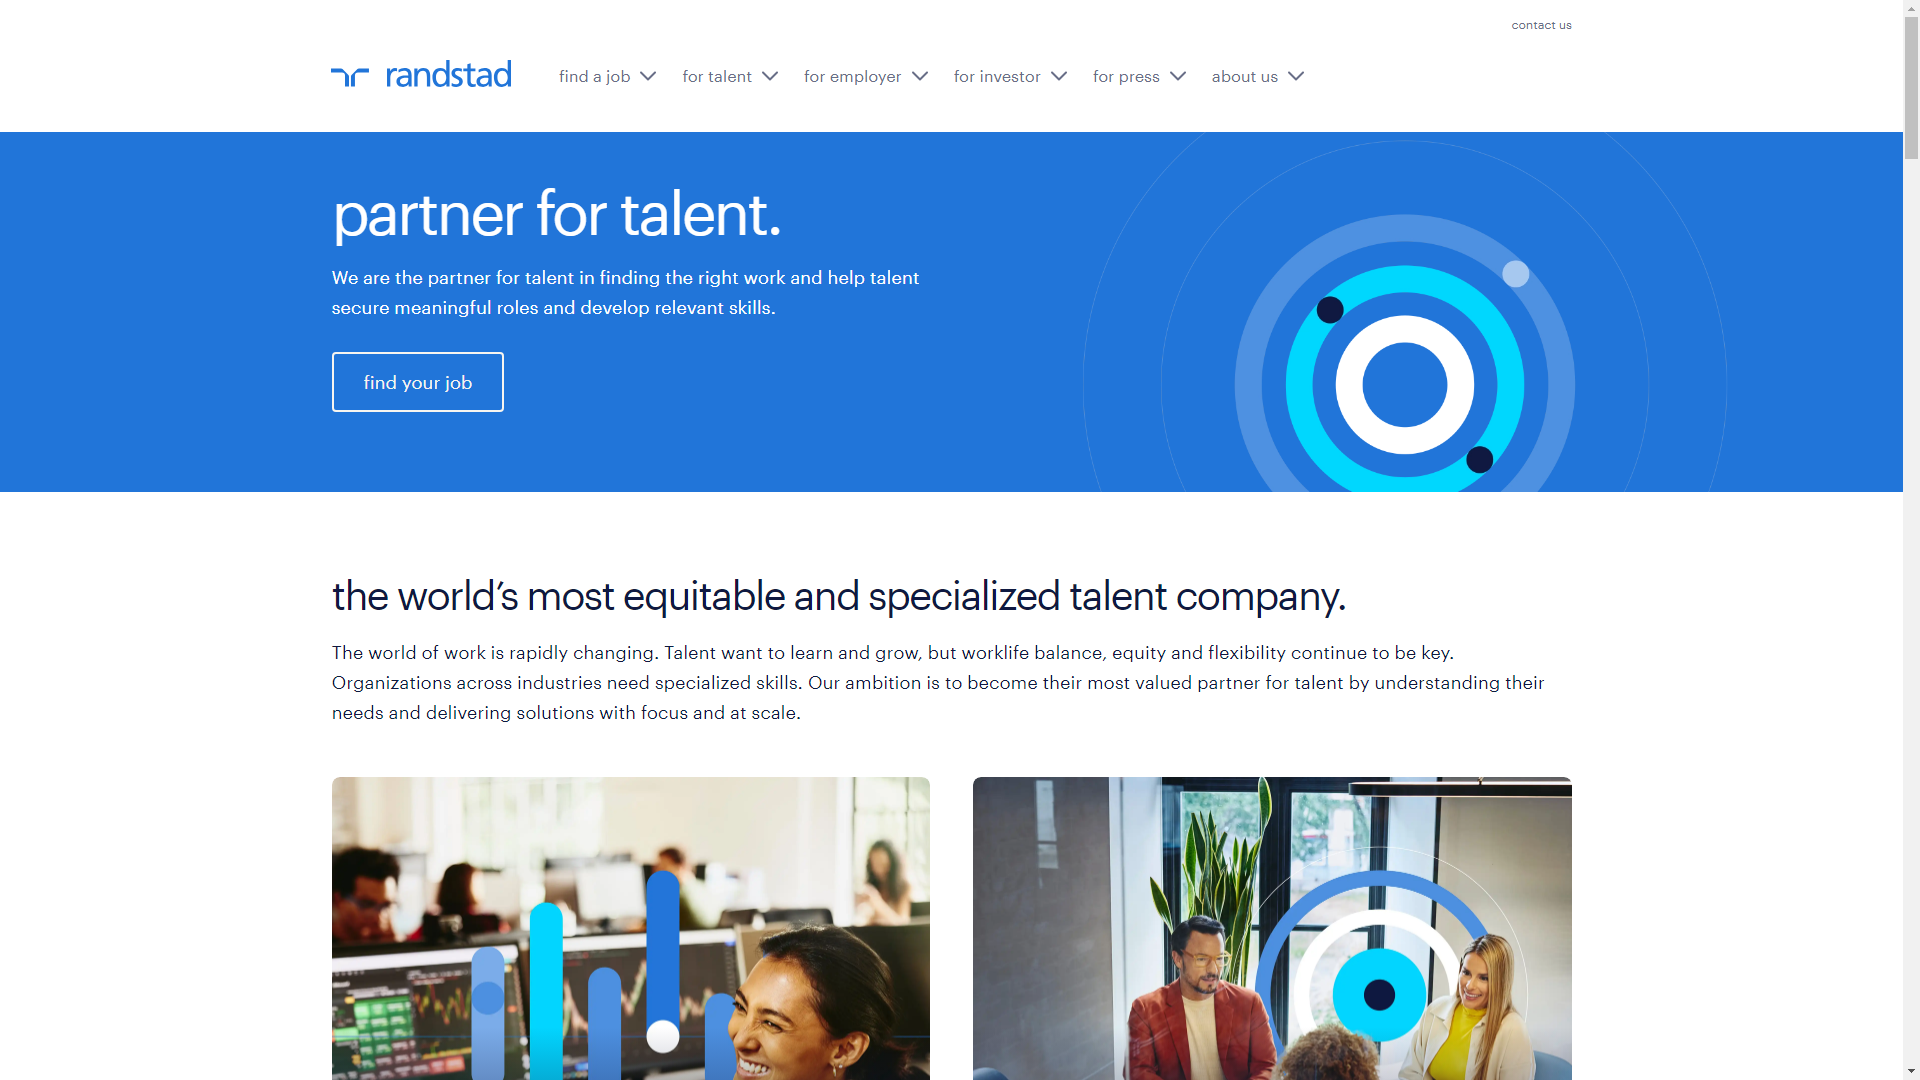 contact us
randstad
find a job
for talent
for employer
for investor
for press
about us
partner for talent.
We are the partner for talent in finding the right work and help talent
secure meaningful roles and develop relevant skills.
find your job
the world’s most equitable and specialized talent company.
The world of work is rapidly changing. Talent want to learn and grow, but worklife balance, equity and flexibility continue to be key.
Organizations across industries need specialized skills. Our ambition is to become their most valued partner for talent by understanding their
needs and delivering solutions with focus and at scale.